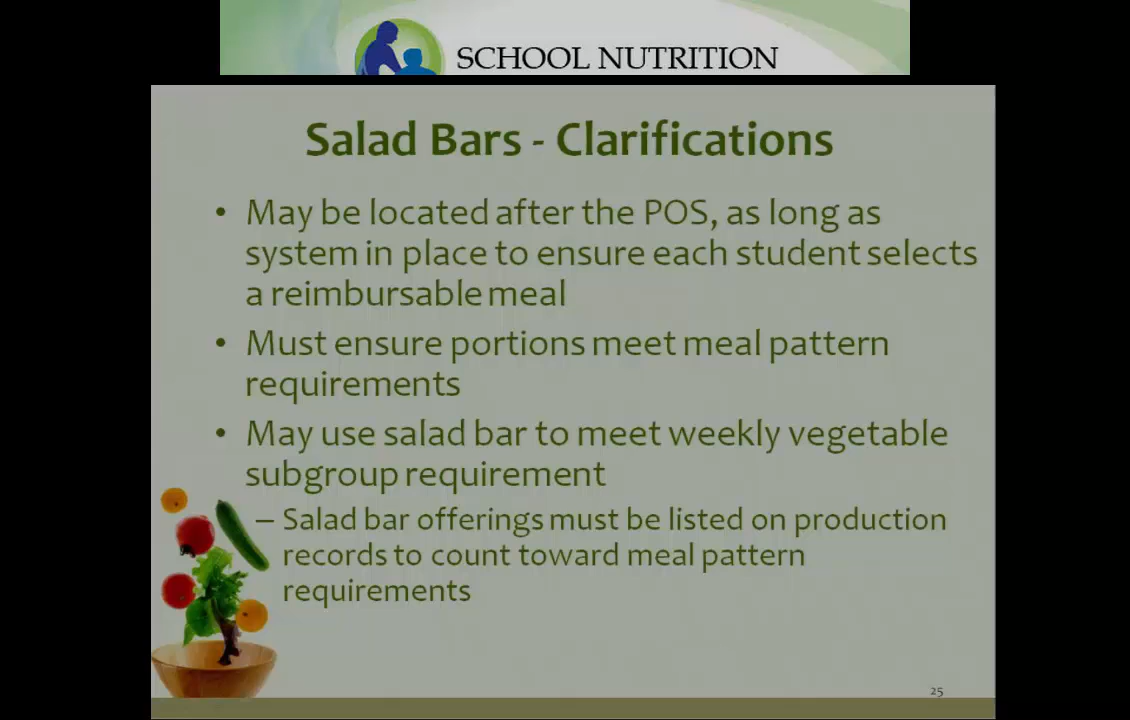 SCHOOL NUTRITION
Salad Bars - Clarifications
• May be located after the POS, as long as
system in place to ensure each student selects
a reimbursable meal
• Must ensure portions meet meal pattern
requirements
• May use salad bar to meet weekly vegetable
subgroup requirement
– Salad bar offerings must be listed on production
records to count toward meal pattern
requirements
25